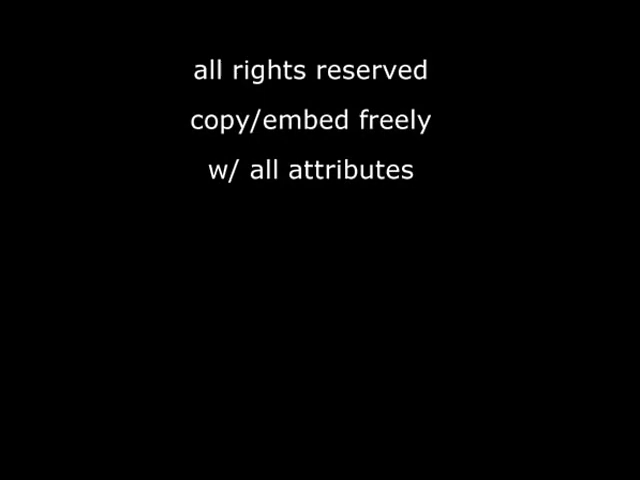 all rights reserved
copy/embed freely
w/ all attributes